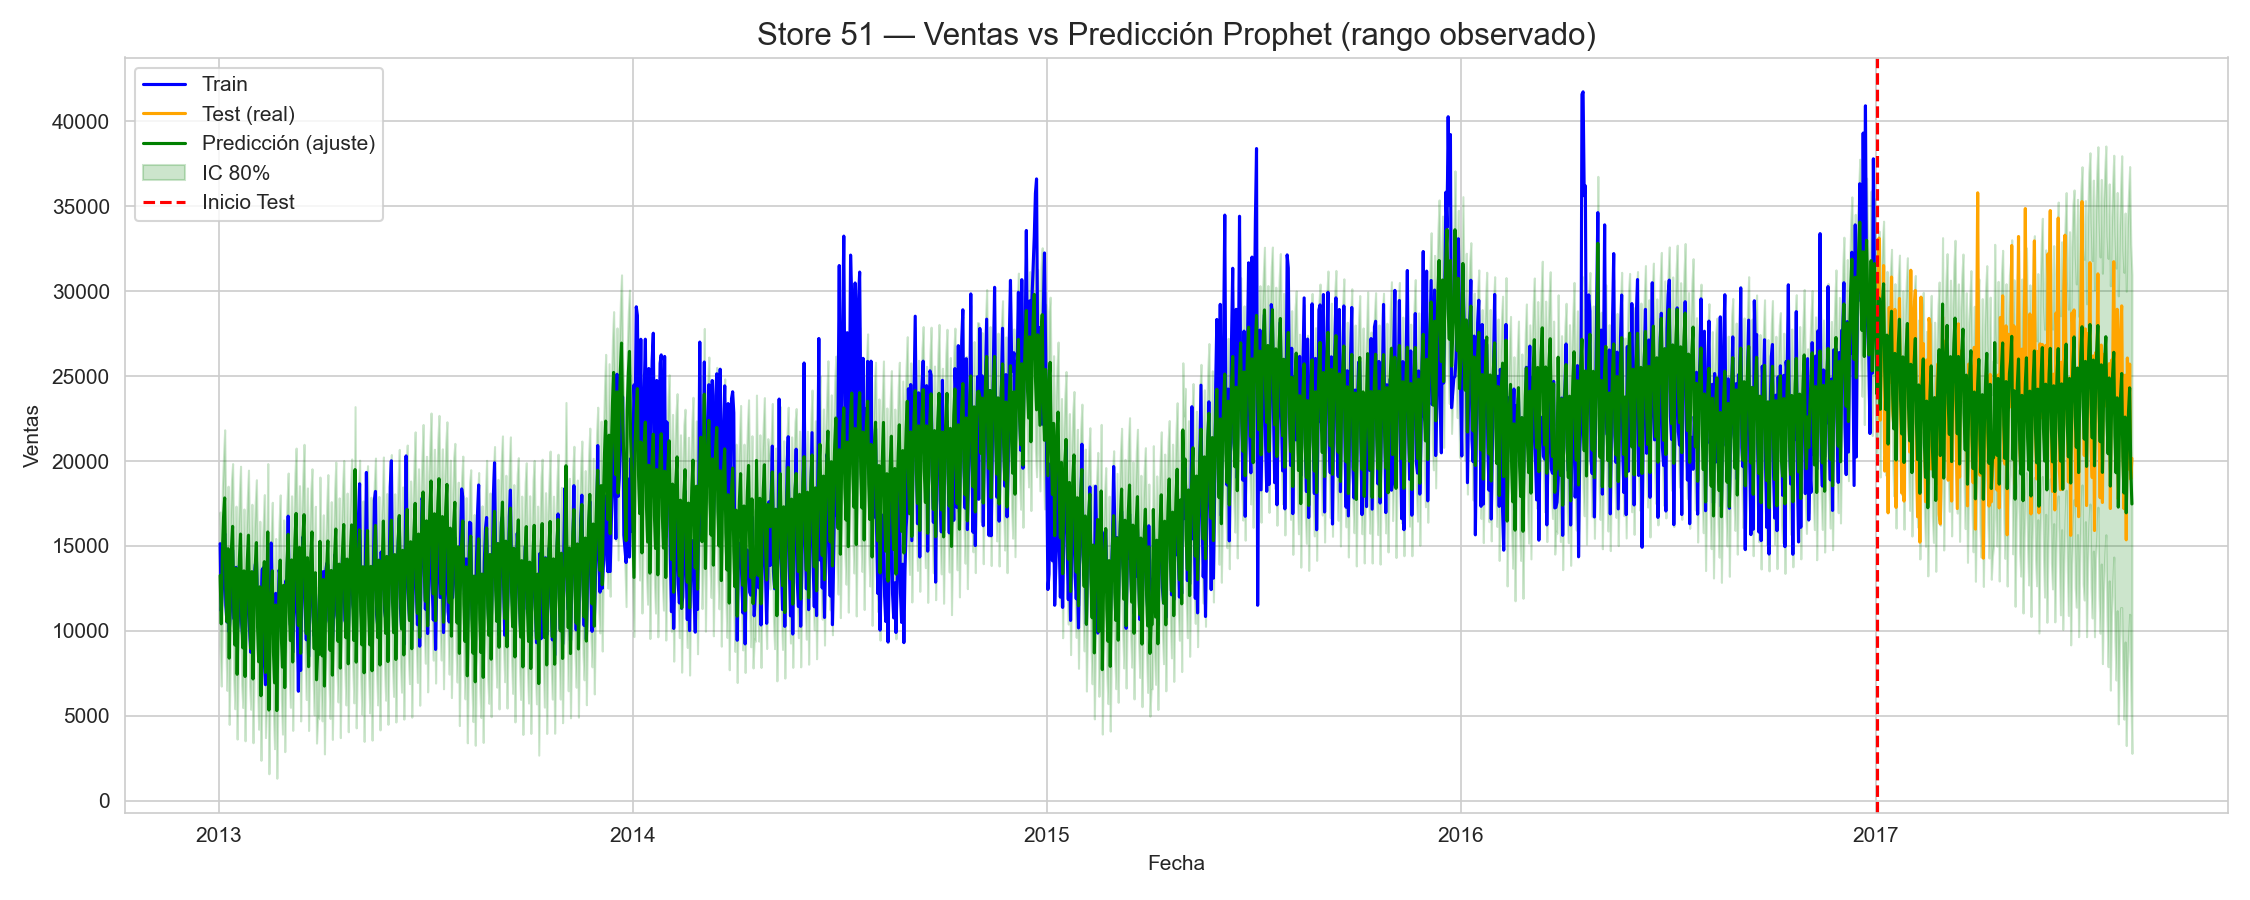 Store 51 — Ventas vs Predicción Prophet (rango observado)
Train
Test (real)
Predicción (ajuste)
IC 80%
Inicio Test
40000
35000
30000
25000
20000
15000
10000
5000
0
Ventas
2013
2014
2015
2016
2017
Fecha